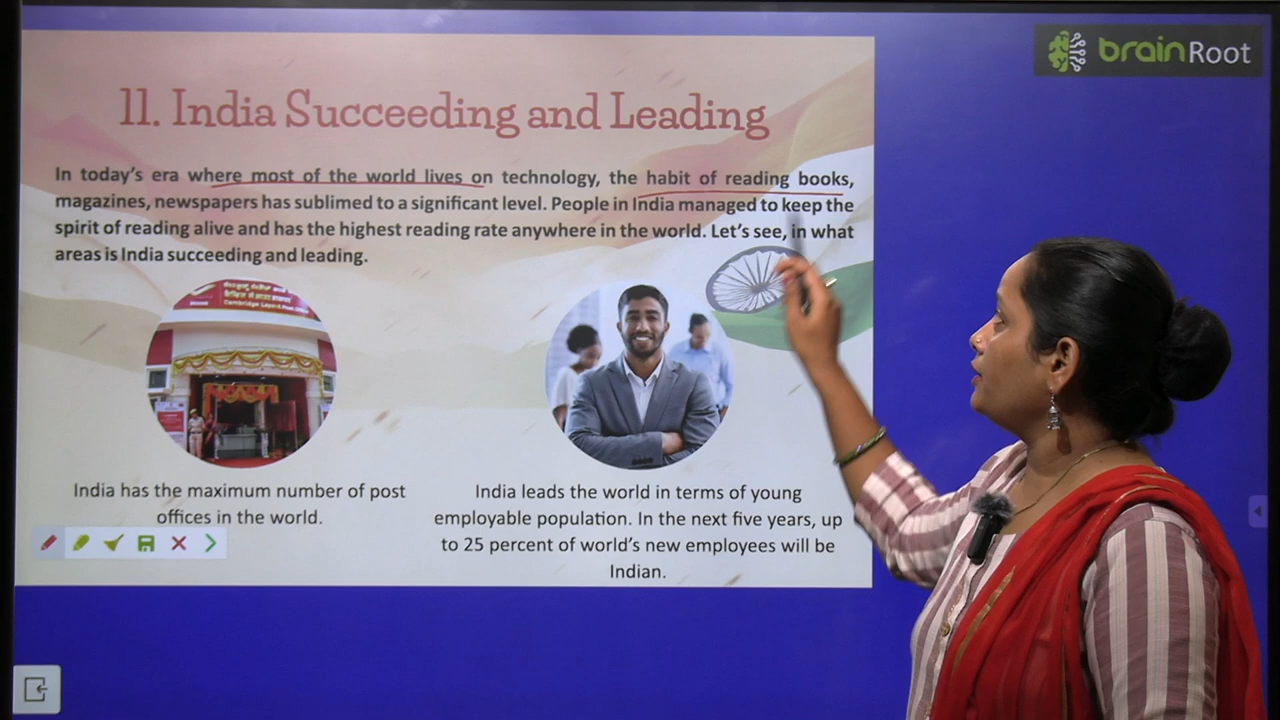 brainRoot
11. India Succeeding and Leading
In today's era where most of the world lives on technology, the habit of reading books,
magazines, newspapers has sublimed to a significant level. People in India managed to keep the
spirit of reading alive and has the highest reading rate anywhere in the world. Let's see, in what
areas is India succeeding and leading.
Cambridge Layout Post Office
India has the maximum number of post
offices in the world.
India leads the world in terms of young
employable population. In the next five years, up
to 25 percent of world's new employees will be
Indian.